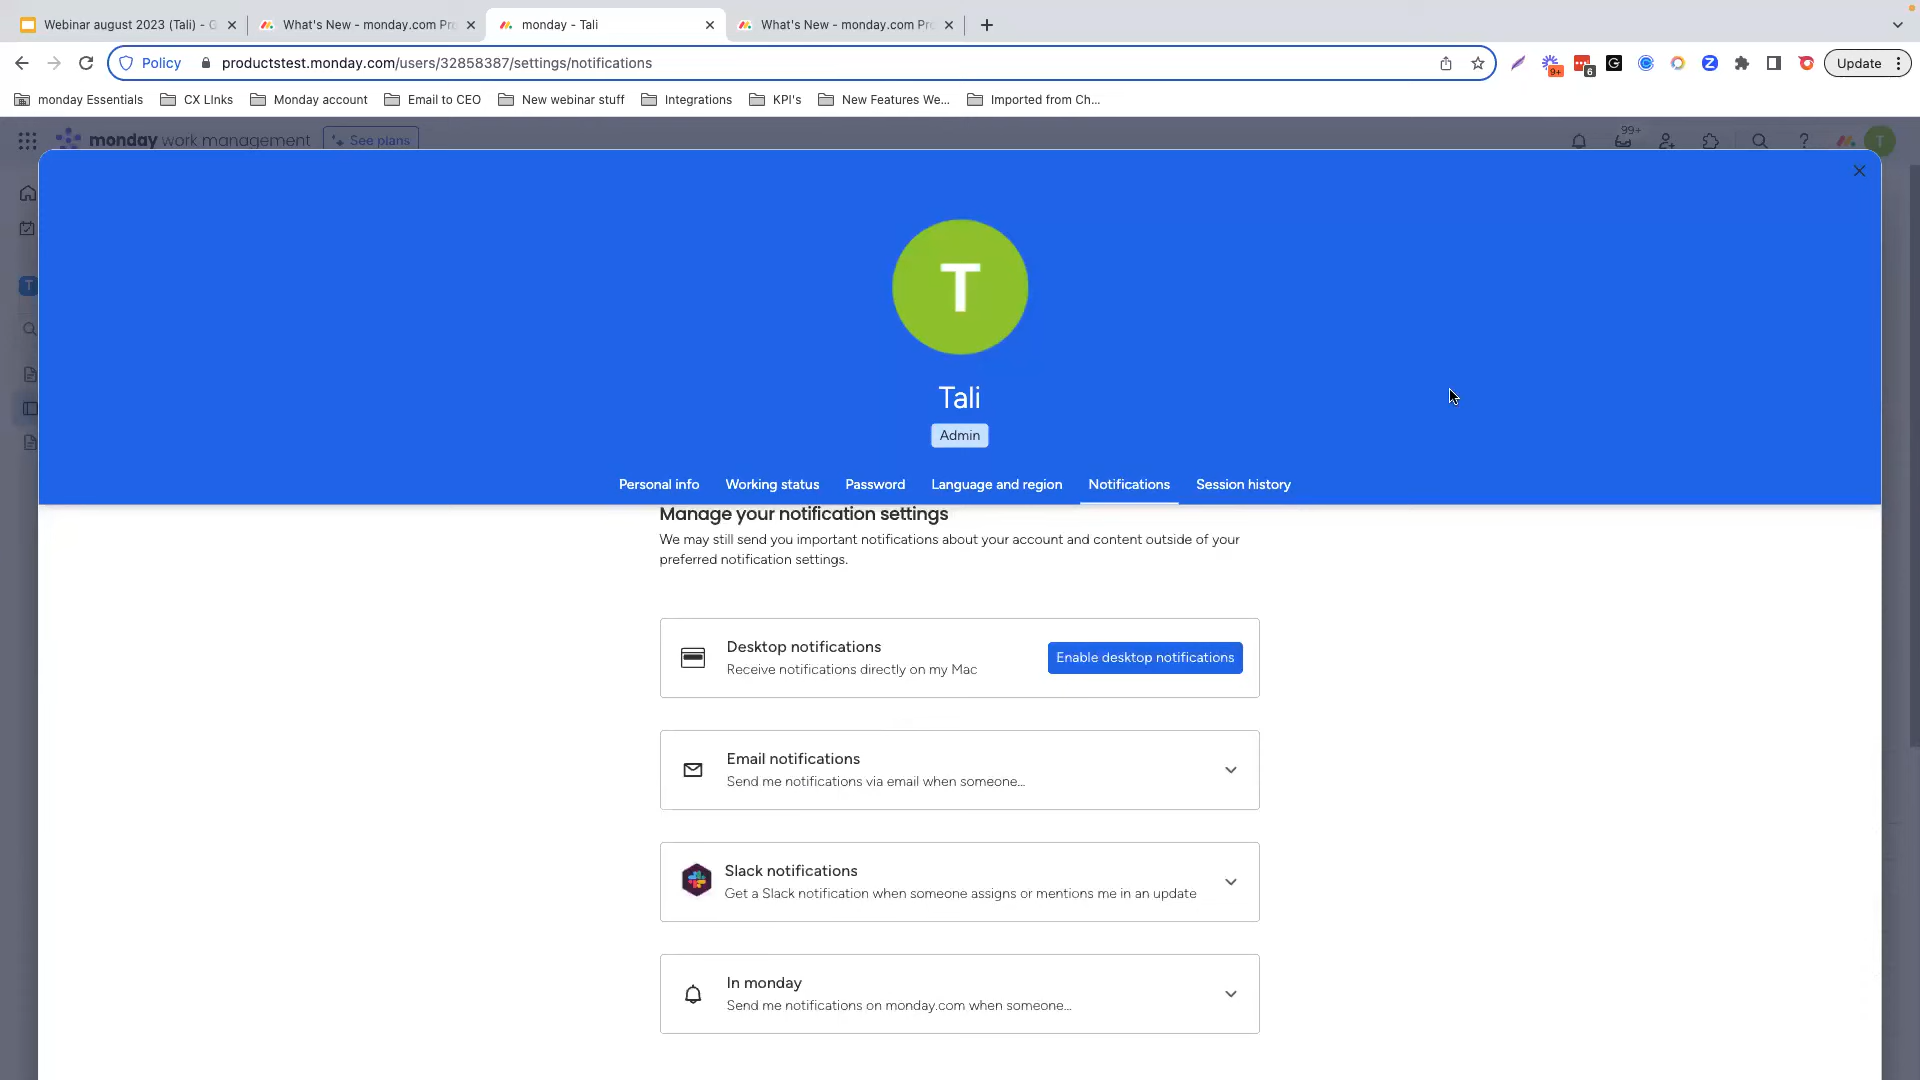 Webinar august 2023 (Tali) - G
What's New - monday.com Pro
monday - Tali
What's New - monday.com Pro
Policy
productstest.monday.com/users/32858387/settings/notifications
9+
6
Update
monday Essentials
CX LInks
Monday account
Email to CEO
New webinar stuff
Integrations
KPI's
New Features We...
Imported from Ch...
monday work management
See plans
99+
T
T
T
Tali
Admin
Personal info
Working status
Password
Language and region
Notifications
Session history
Manage your notification settings
We may still send you important notifications about your account and content outside of your
preferred notification settings.
Desktop notifications
Receive notifications directly on my Mac
Enable desktop notifications
Email notifications
Send me notifications via email when someone...
Slack notifications
Get a Slack notification when someone assigns or mentions me in an update
In monday
Send me notifications on monday.com when someone...